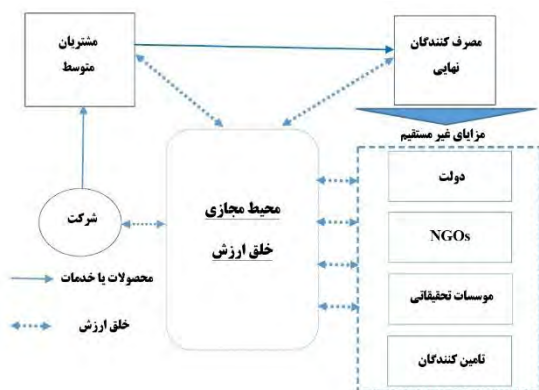 مشتریان
متوسط
مصرف کنندگان
نهایی
مزایای غیر مستقیم
دولت
NGOs
موسسات تحقیقاتی
تامین کنندگان
محیط مجازی
خلق ارزش
شرکت
محصولات یا خدمات
خلق ارزش